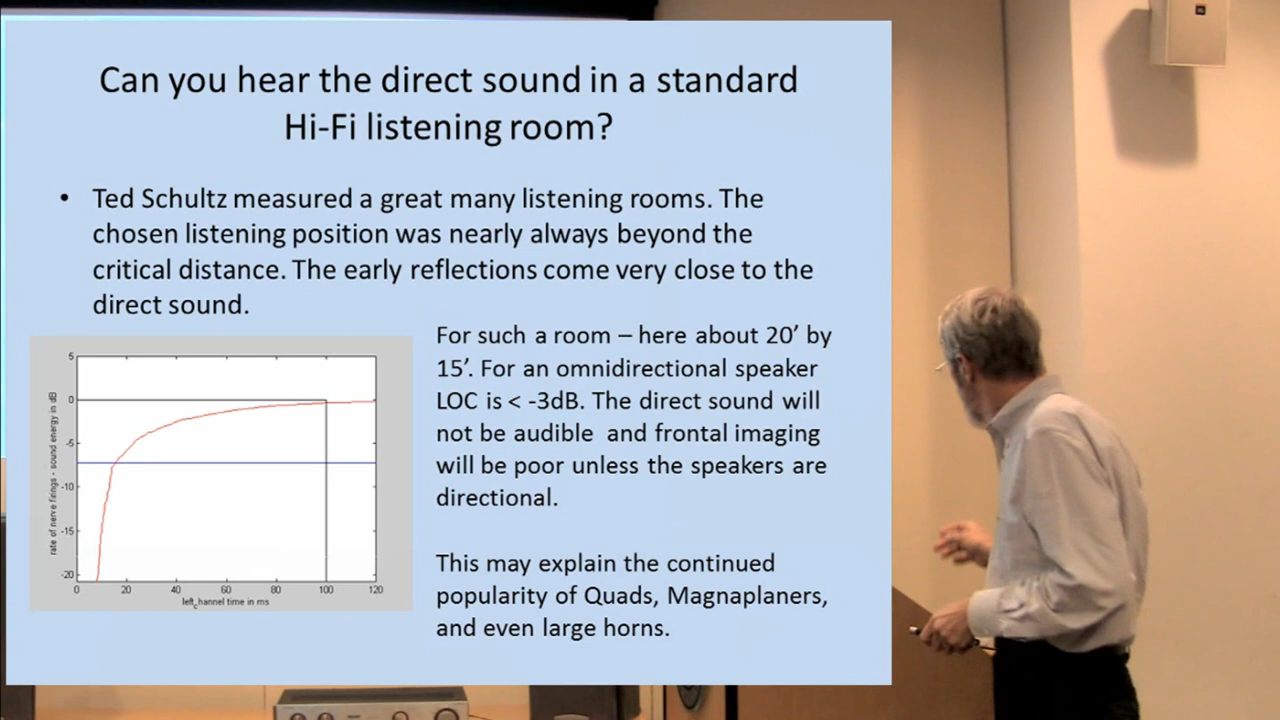 Can you hear the direct sound in a standard
Hi-Fi listening room?
• Ted Schultz measured a great many listening rooms. The
chosen listening position was nearly always beyond the
critical distance. The early reflections come very close to the
direct sound.
For such a room – here about 20’ by
15’. For an omnidirectional speaker
LOC is < -3dB. The direct sound will
not be audible and frontal imaging
will be poor unless the speakers are
directional.
This may explain the continued
popularity of Quads, Magnaplaners,
and even large horns.
rate of nerve firings - sound energy in dB
5
0
-5
-10
-15
-20
0 20 40 60 80 100 120
left_channel time in ms
JBL